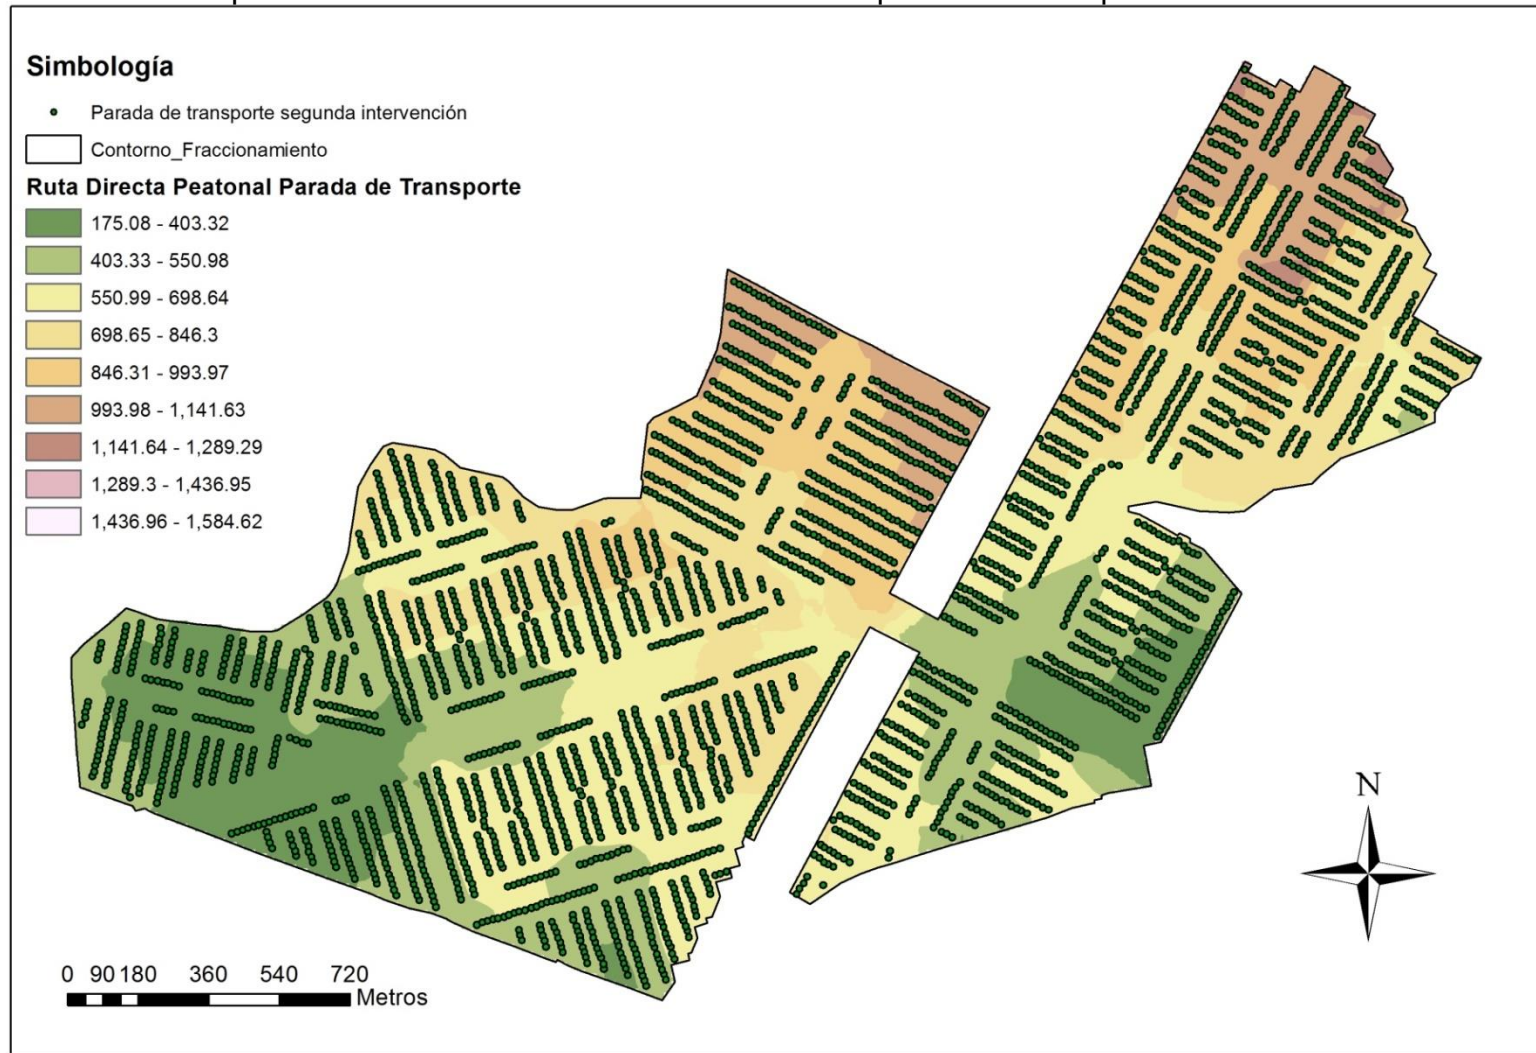 Simbología
Parada de transporte segunda intervención
Contorno_Fraccionamiento
Ruta Directa Peatonal Parada de Transporte
175.08 - 403.32
403.33 - 550.98
550.99 - 698.64
698.65 - 846.3
846.31 - 993.97
993.98 - 1,141.63
1,141.64 - 1,289.29
1,289.3 - 1,436.95
1,436.96 - 1,584.62
N
0 90 180 360 540 720
Metros